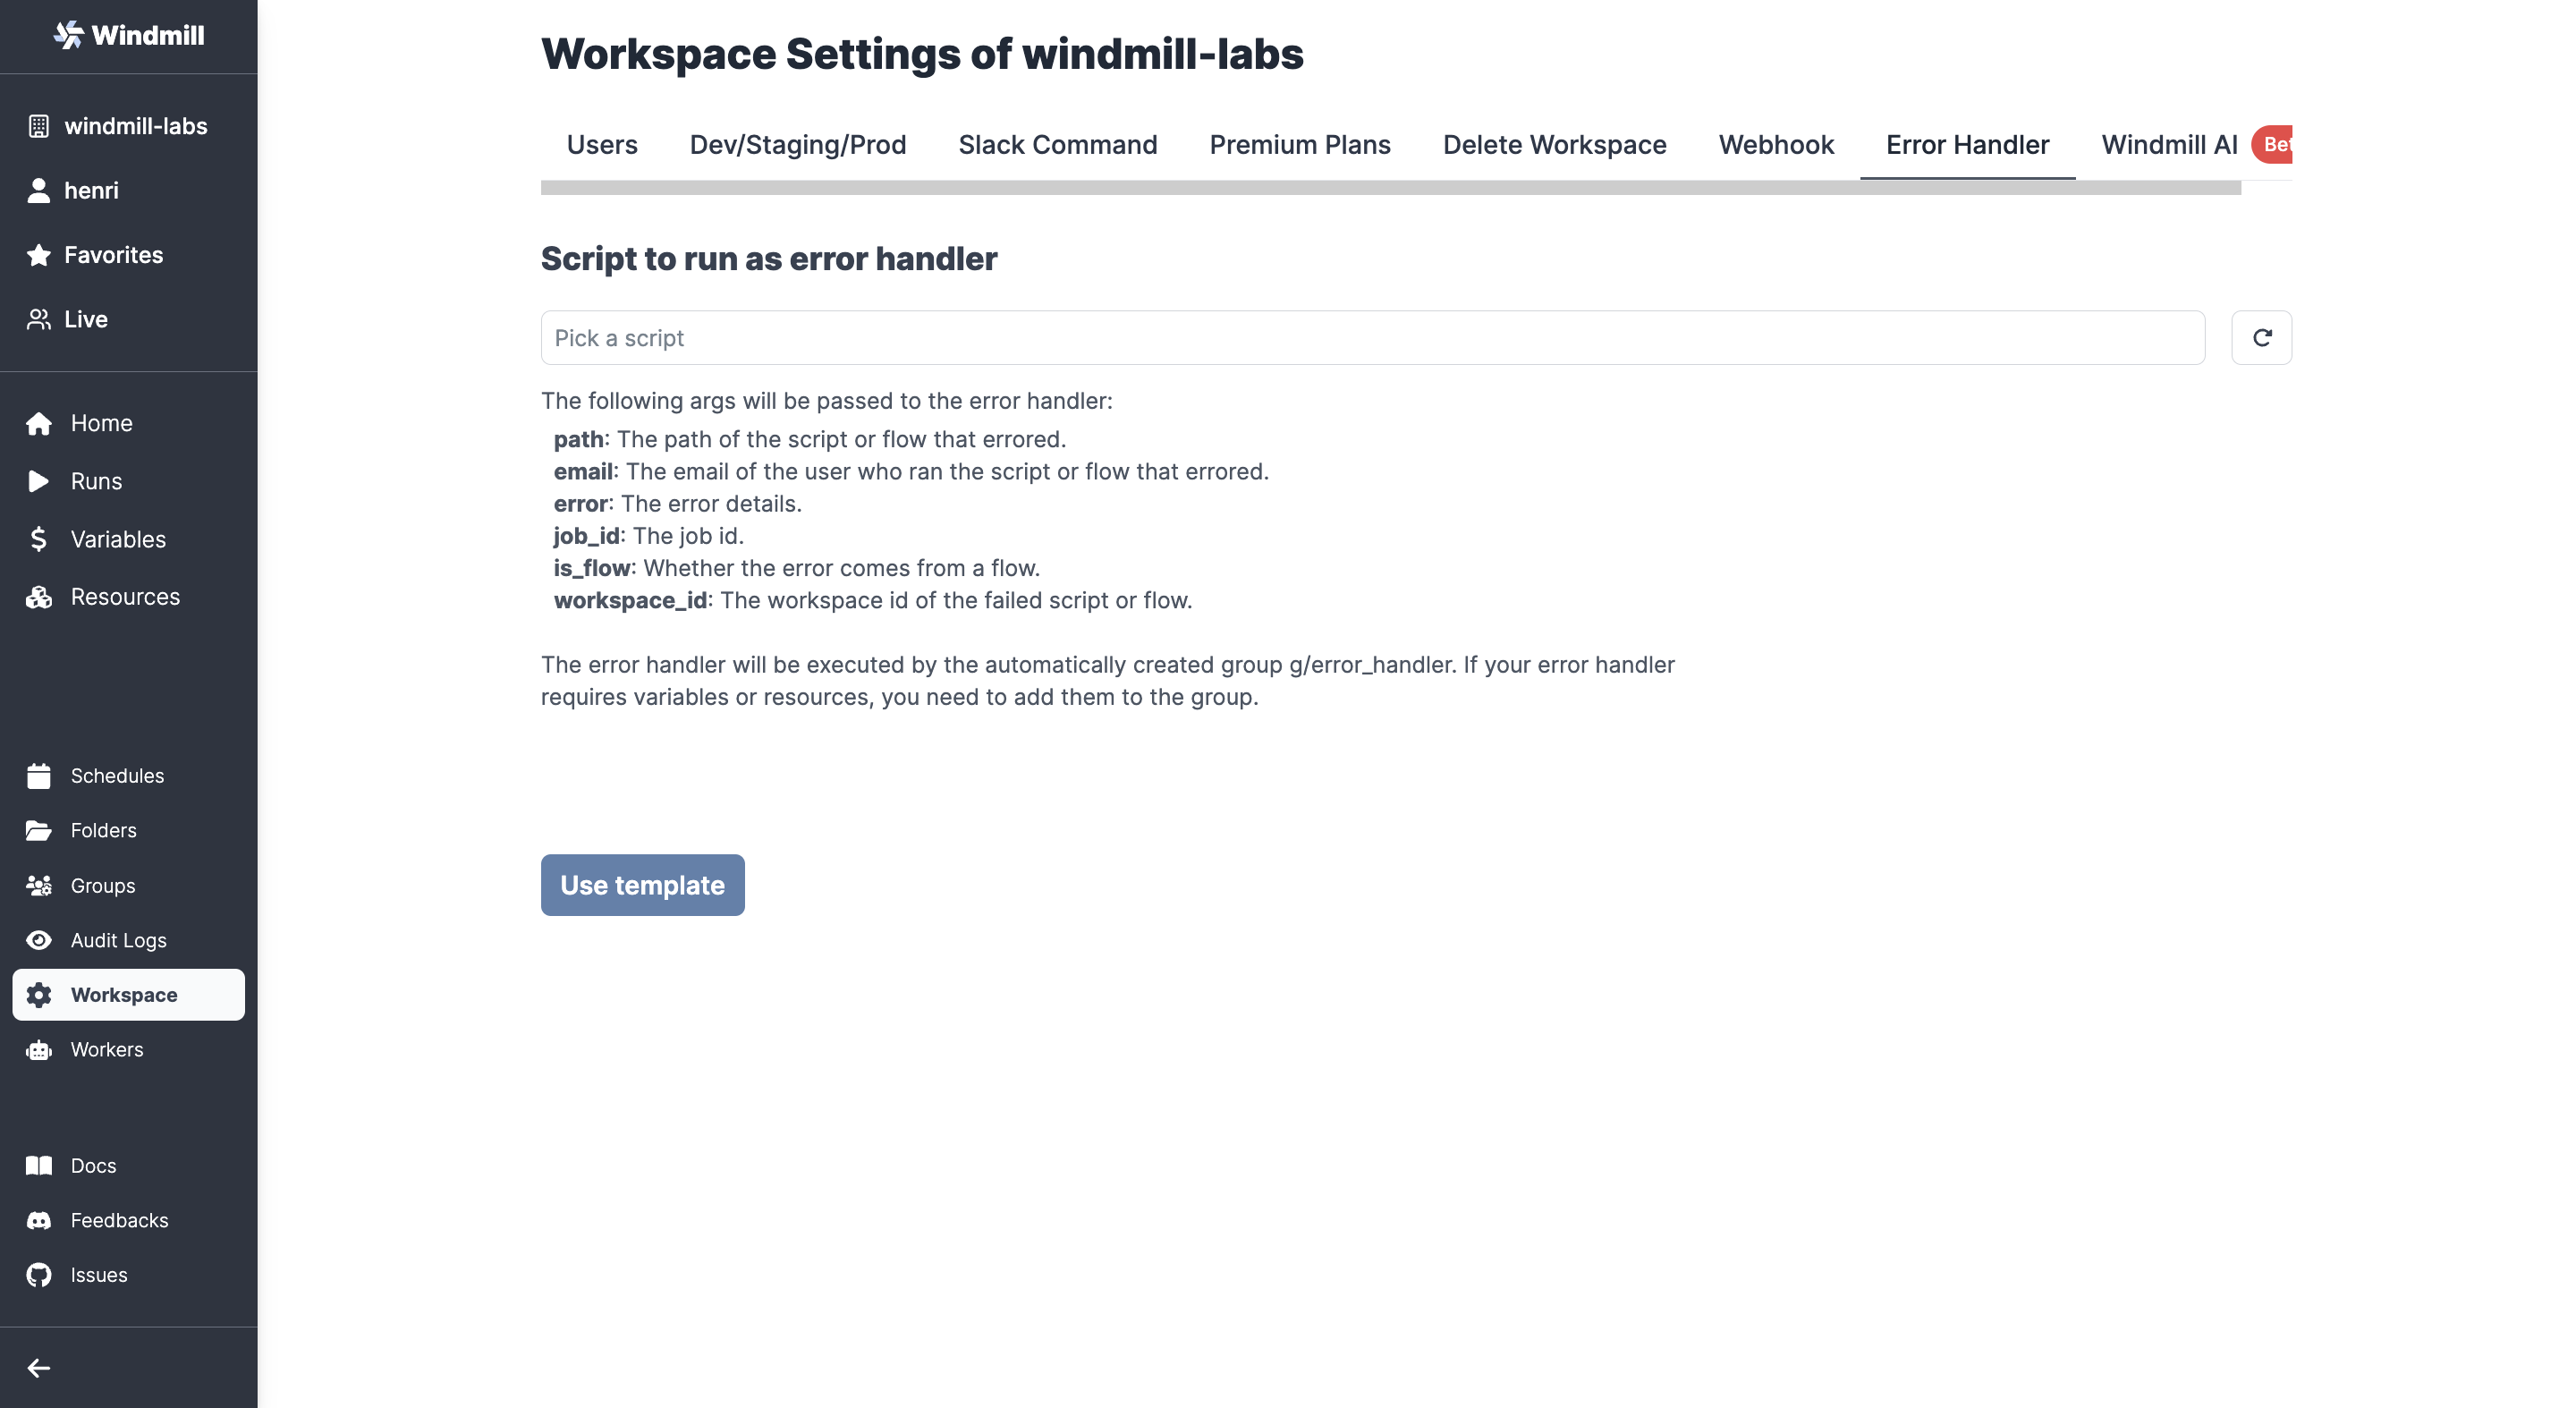 Windmill
windmill-labs
henri
Favorites
Live
Home
Runs
Variables
Resources
Schedules
Folders
Groups
Audit Logs
Workspace
Workers
Docs
Feedbacks
Issues
Workspace Settings of windmill-labs
Users Dev/Staging/Prod Slack Command Premium Plans Delete Workspace Webhook Error Handler Windmill AI
Script to run as error handler
Pick a script
The following args will be passed to the error handler:
path: The path of the script or flow that errored.
email: The email of the user who ran the script or flow that errored.
error: The error details.
job_id: The job id.
is_flow: Whether the error comes from a flow.
workspace_id: The workspace id of the failed script or flow.
The error handler will be executed by the automatically created group g/error_handler. If your error handler
requires variables or resources, you need to add them to the group.
Use template